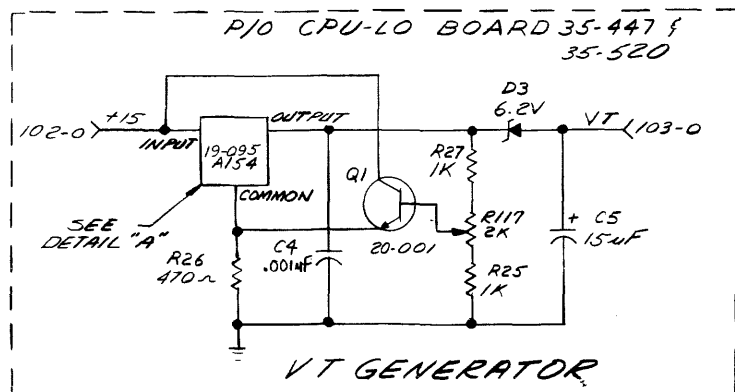 P/O CPU-LO BOARD 35-447 &
35-520
D3
6.2V
102-0
+15
INPUT
19-095
A154
OUTPUT
COMMON
VT
103-0
R27
1K
Q1
20-001
R117
2K
+
C5
15uF
SEE
DETAIL "A"
R26
470Ω
C4
.001uF
R25
1K
VT GENERATOR